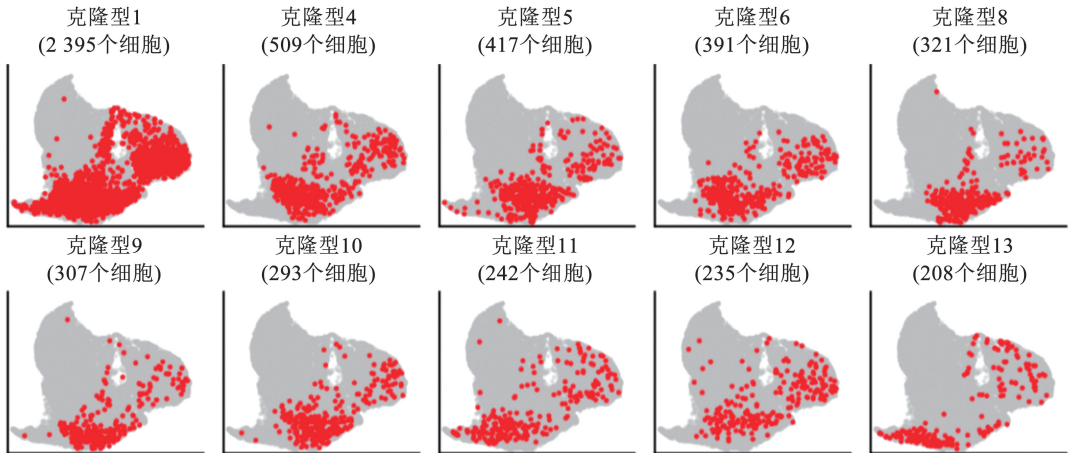 克隆型1
(2 395个细胞)
克隆型4
(509个细胞)
克隆型5
(417个细胞)
克隆型6
(391个细胞)
克隆型8
(321个细胞)
克隆型9
(307个细胞)
克隆型10
(293个细胞)
克隆型11
(242个细胞)
克隆型12
(235个细胞)
克隆型13
(208个细胞)